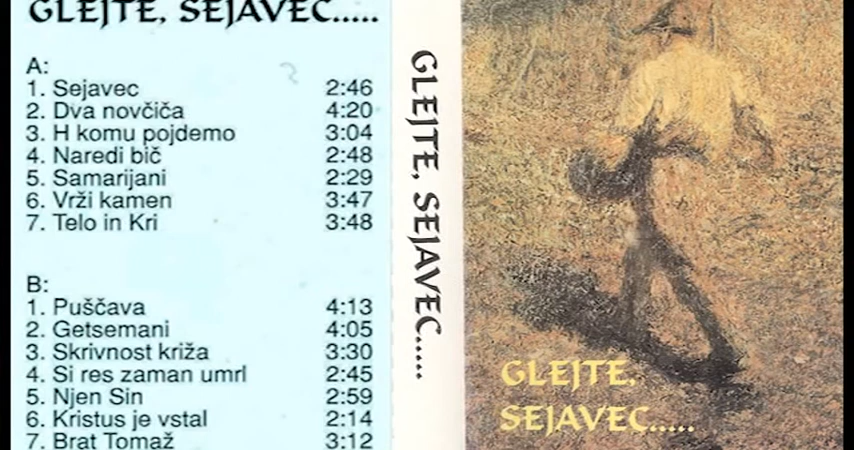 GLEJTE, SEJAVEC.....
A:
1. Sejavec 2:46
2. Dva novčiča 4:20
3. H komu pojdemo 3:04
4. Naredi bič 2:48
5. Samarijani 2:29
6. Vrži kamen 3:47
7. Telo in Kri 3:48
B:
1. Puščava 4:13
2. Getsemani 4:05
3. Skrivnost križa 3:30
4. Si res zaman umrl 2:45
5. Njen Sin 2:59
6. Kristus je vstal 2:14
7. Brat Tomaž 3:12
GLEJTE, SEJAVEC.....
GLEJTE,
SEJAVEC.....